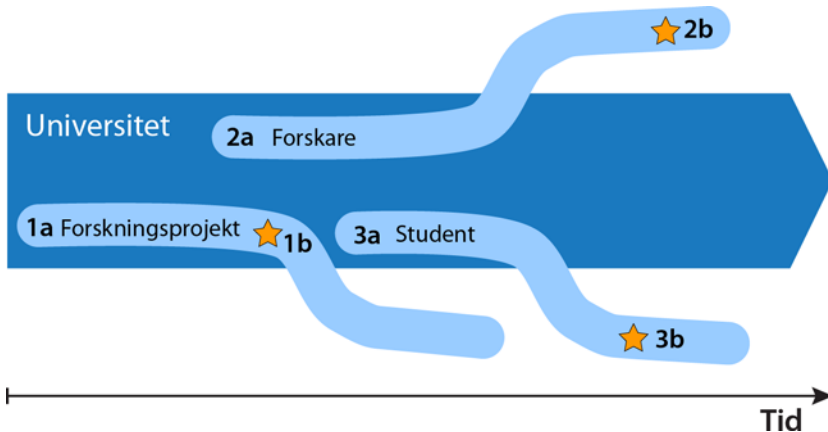 2b
Universitet
2a Forskare
1a Forskningsprojekt
1b
3a Student
3b
Tid